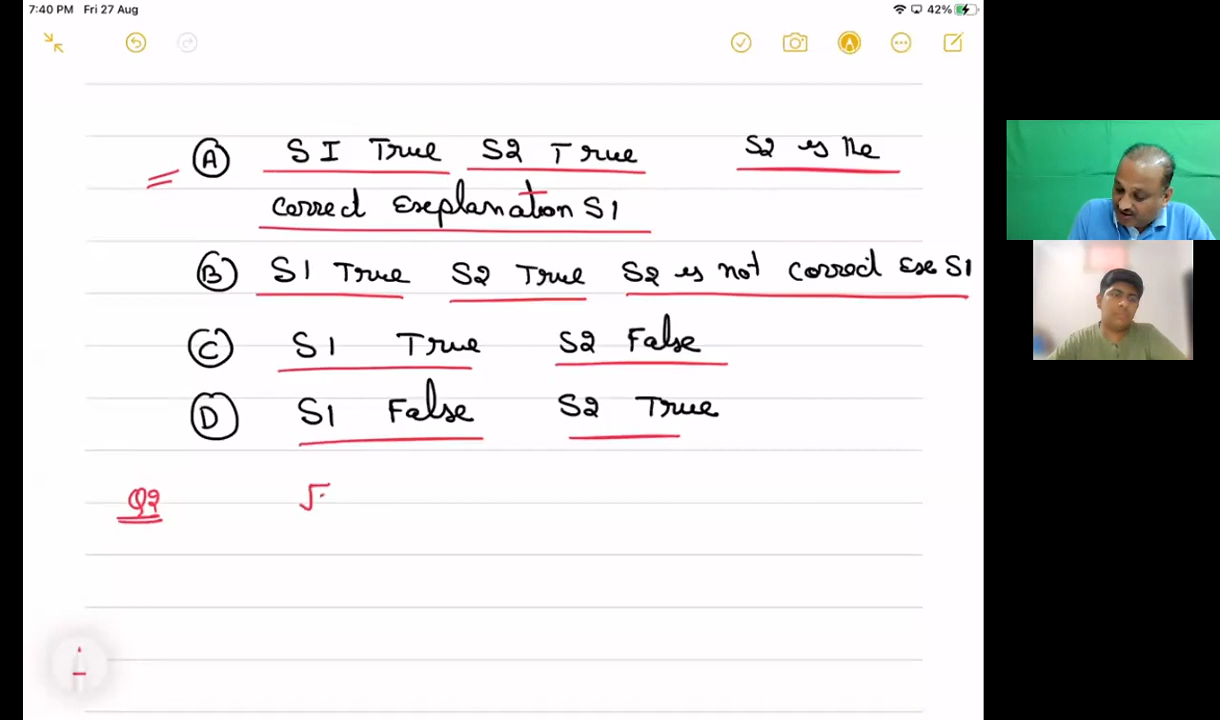 7:40 PM Fri 27 Aug
42%
A S I True S2 True S2 is the
correct Explanation S1
B S1 True S2 True S2 is not correct Exe S1
C S1 True S2 False
D S1 False S2 True
Q2 √